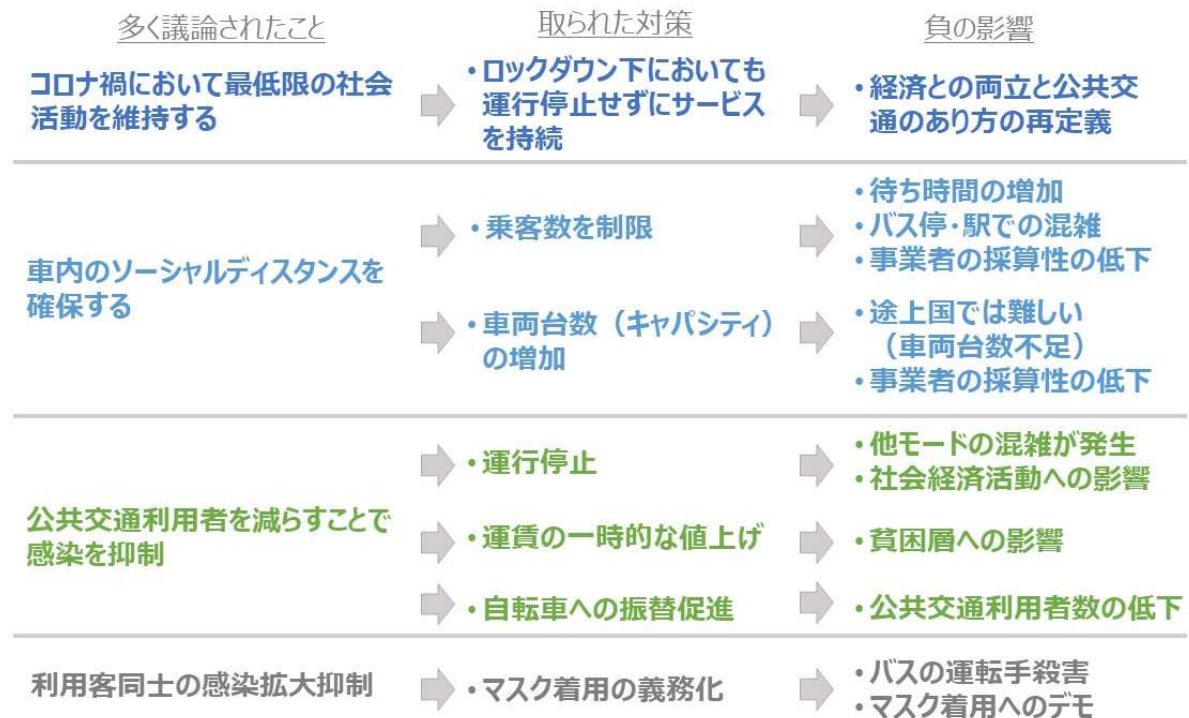 多く議論されたこと
取られた対策
負の影響
コロナ禍において最低限の社会
活動を維持する
・ロックダウン下においても
運行停止せずにサービス
を持続
・経済との両立と公共交
通のあり方の再定義
車内のソーシャルディスタンスを
確保する
・乗客数を制限
・待ち時間の増加
・バス停・駅での混雑
・事業者の採算性の低下
・車両台数（キャパシティ）
の増加
・途上国では難しい
（車両台数不足）
・事業者の採算性の低下
公共交通利用者を減らすことで
感染を抑制
・運行停止
・他モードの混雑が発生
・社会経済活動への影響
・運賃の一時的な値上げ
・貧困層への影響
・自転車への振替促進
・公共交通利用者数の低下
利用客同士の感染拡大抑制
・マスク着用の義務化
・バスの運転手殺害
・マスク着用へのデモ